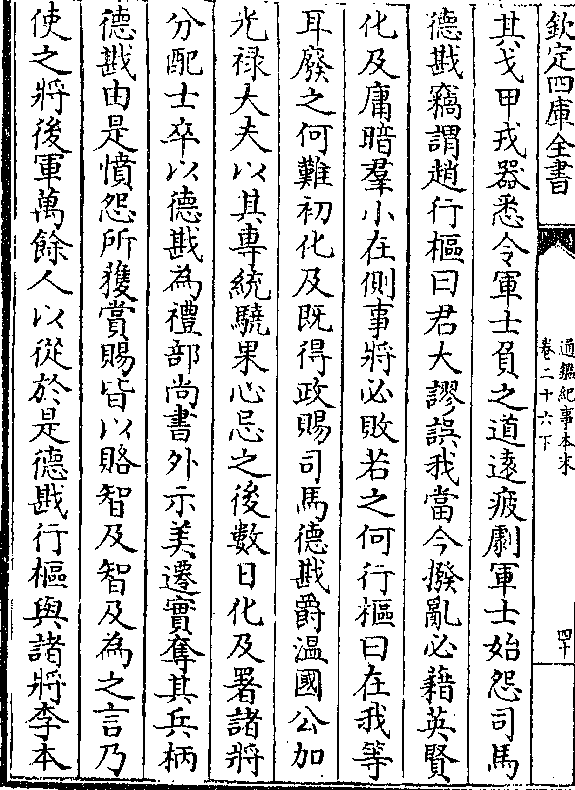 欽定四庫全書
通鑑紀事本末
卷二十六下
四十
其戈甲戎器悉令軍士負之道遠疲劇軍士始怨司馬
德戡竊謂趙行樞曰君大謬誤我當今撥亂必藉英賢
化及庸暗羣小在側事將必敗若之何行樞曰在我等
耳廢之何難初化及既得政賜司馬德戡爵溫國公加
光禄大夫以其專統驍果心忌之後數日化及署諸將
分配士卒以德戡為禮部尚書外示美遷實奪其兵柄
德戡由是憤怨所獲賞賜皆以賂智及智及為之言乃
使之將後軍萬餘人以從於是德戡行樞與諸將李本